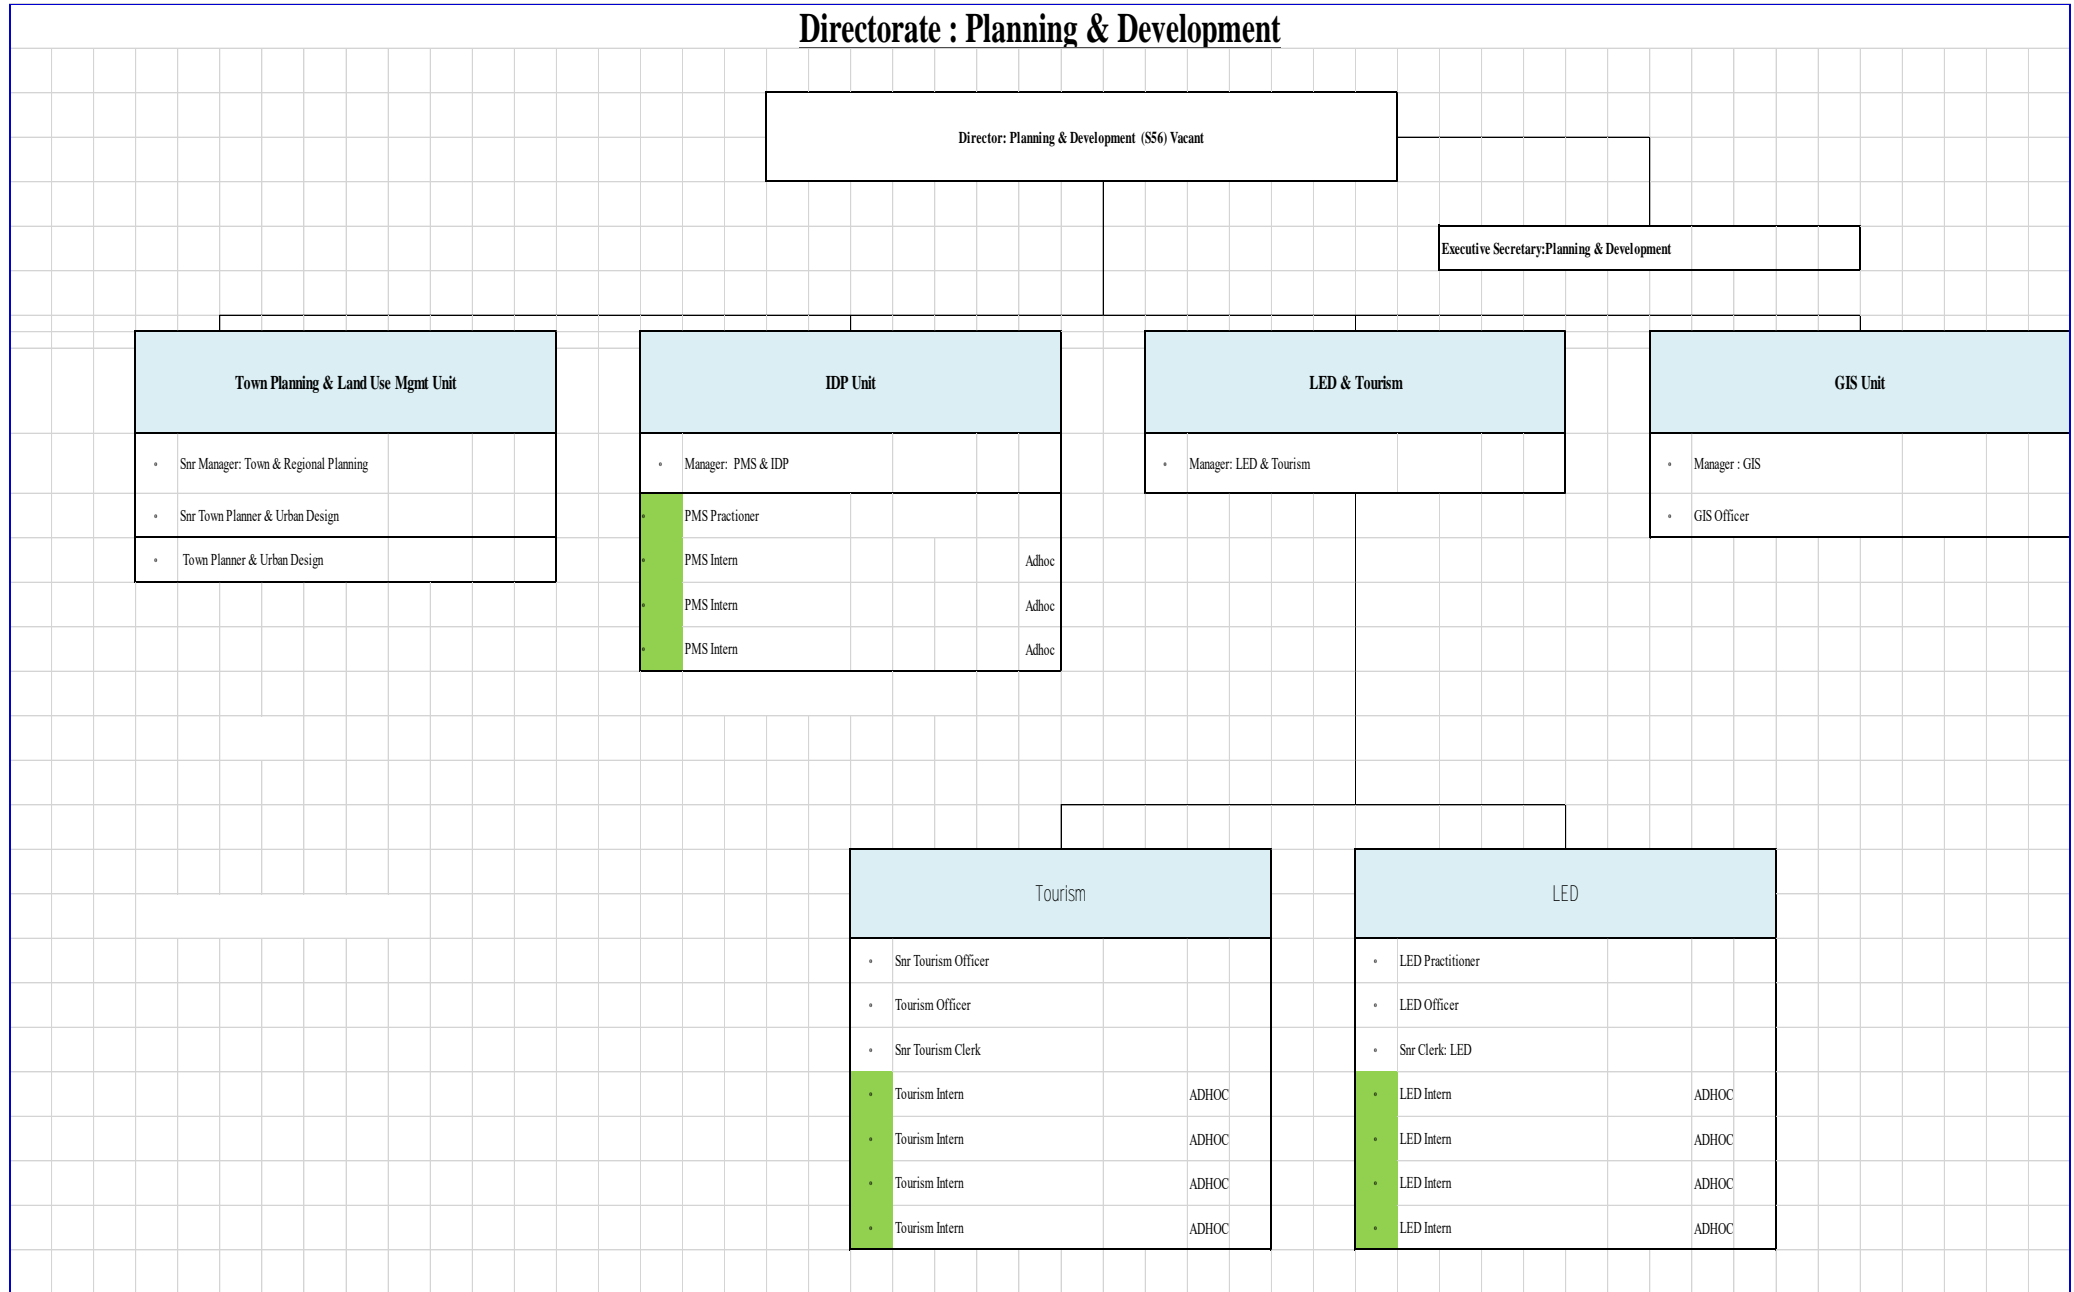 Directorate : Planning & Development
Director: Planning & Development (S56) Vacant
Executive Secretary:Planning & Development
Town Planning & Land Use Mgmt Unit
Snr Manager: Town & Regional Planning
Snr Town Planner & Urban Design
Town Planner & Urban Design
IDP Unit
Manager: PMS & IDP
PMS Practioner
PMS Intern Adhoc
PMS Intern Adhoc
PMS Intern Adhoc
LED & Tourism
Manager: LED & Tourism
GIS Unit
Manager : GIS
GIS Officer
Tourism
Snr Tourism Officer
Tourism Officer
Snr Tourism Clerk
Tourism Intern ADHOC
Tourism Intern ADHOC
Tourism Intern ADHOC
Tourism Intern ADHOC
LED
LED Practitioner
LED Officer
Snr Clerk: LED
LED Intern ADHOC
LED Intern ADHOC
LED Intern ADHOC
LED Intern ADHOC